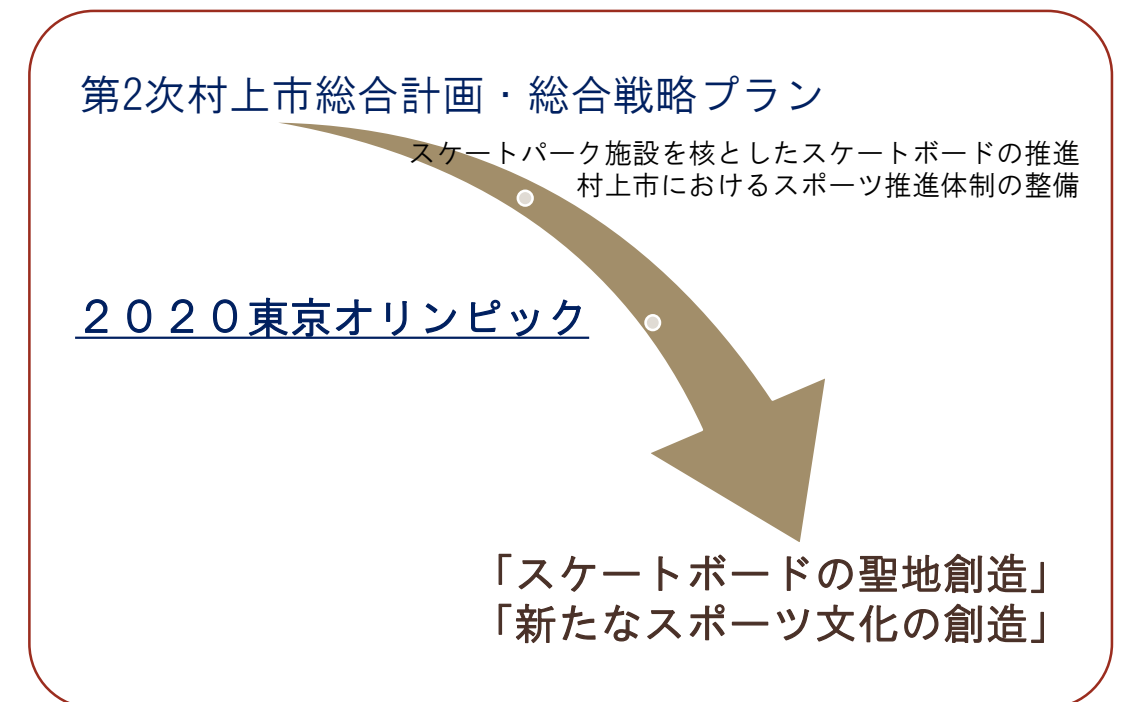 第2次村上市総合計画・総合戦略プラン
スケートパーク施設を核としたスケートボードの推進
村上市におけるスポーツ推進体制の整備
２０２０東京オリンピック
「スケートボードの聖地創造」
「新たなスポーツ文化の創造」